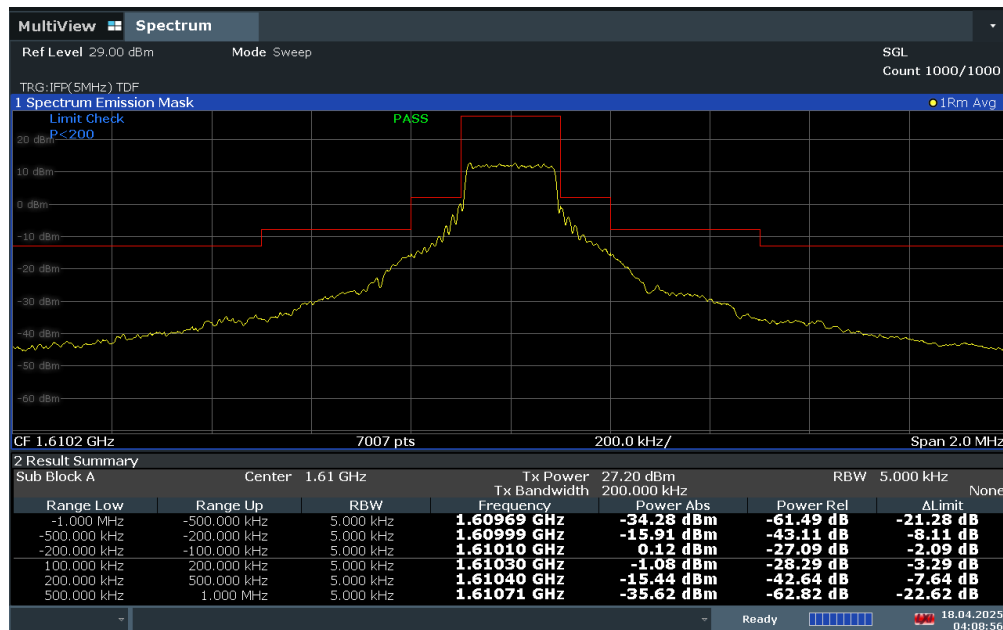 MultiView Spectrum
Ref Level 29.00 dBm Mode Sweep SGL
Count 1000/1000
TRG:IFP(5MHz) TDF
1 Spectrum Emission Mask 1Rm Avg
Limit Check PASS
P<200
20 dBm
10 dBm
0 dBm
-10 dBm
-20 dBm
-30 dBm
-40 dBm
-50 dBm
-60 dBm
CF 1.6102 GHz 7007 pts 200.0 kHz/ Span 2.0 MHz
2 Result Summary
Sub Block A Center 1.61 GHz Tx Power 27.20 dBm RBW 5.000 kHz
Tx Bandwidth 200.000 kHz None
Range Low Range Up RBW Frequency Power Abs Power Rel ΔLimit
-1.000 MHz -500.000 kHz 5.000 kHz 1.60969 GHz -34.28 dBm -61.49 dB -21.28 dB
-500.000 kHz -200.000 kHz 5.000 kHz 1.60999 GHz -15.91 dBm -43.11 dB -8.11 dB
-200.000 kHz -100.000 kHz 5.000 kHz 1.61010 GHz 0.12 dBm -27.09 dB -2.09 dB
100.000 kHz 200.000 kHz 5.000 kHz 1.61030 GHz -1.08 dBm -28.29 dB -3.29 dB
200.000 kHz 500.000 kHz 5.000 kHz 1.61040 GHz -15.44 dBm -42.64 dB -7.64 dB
500.000 kHz 1.000 MHz 5.000 kHz 1.61071 GHz -35.62 dBm -62.82 dB -22.62 dB
Ready 18.04.2025
04:08:56